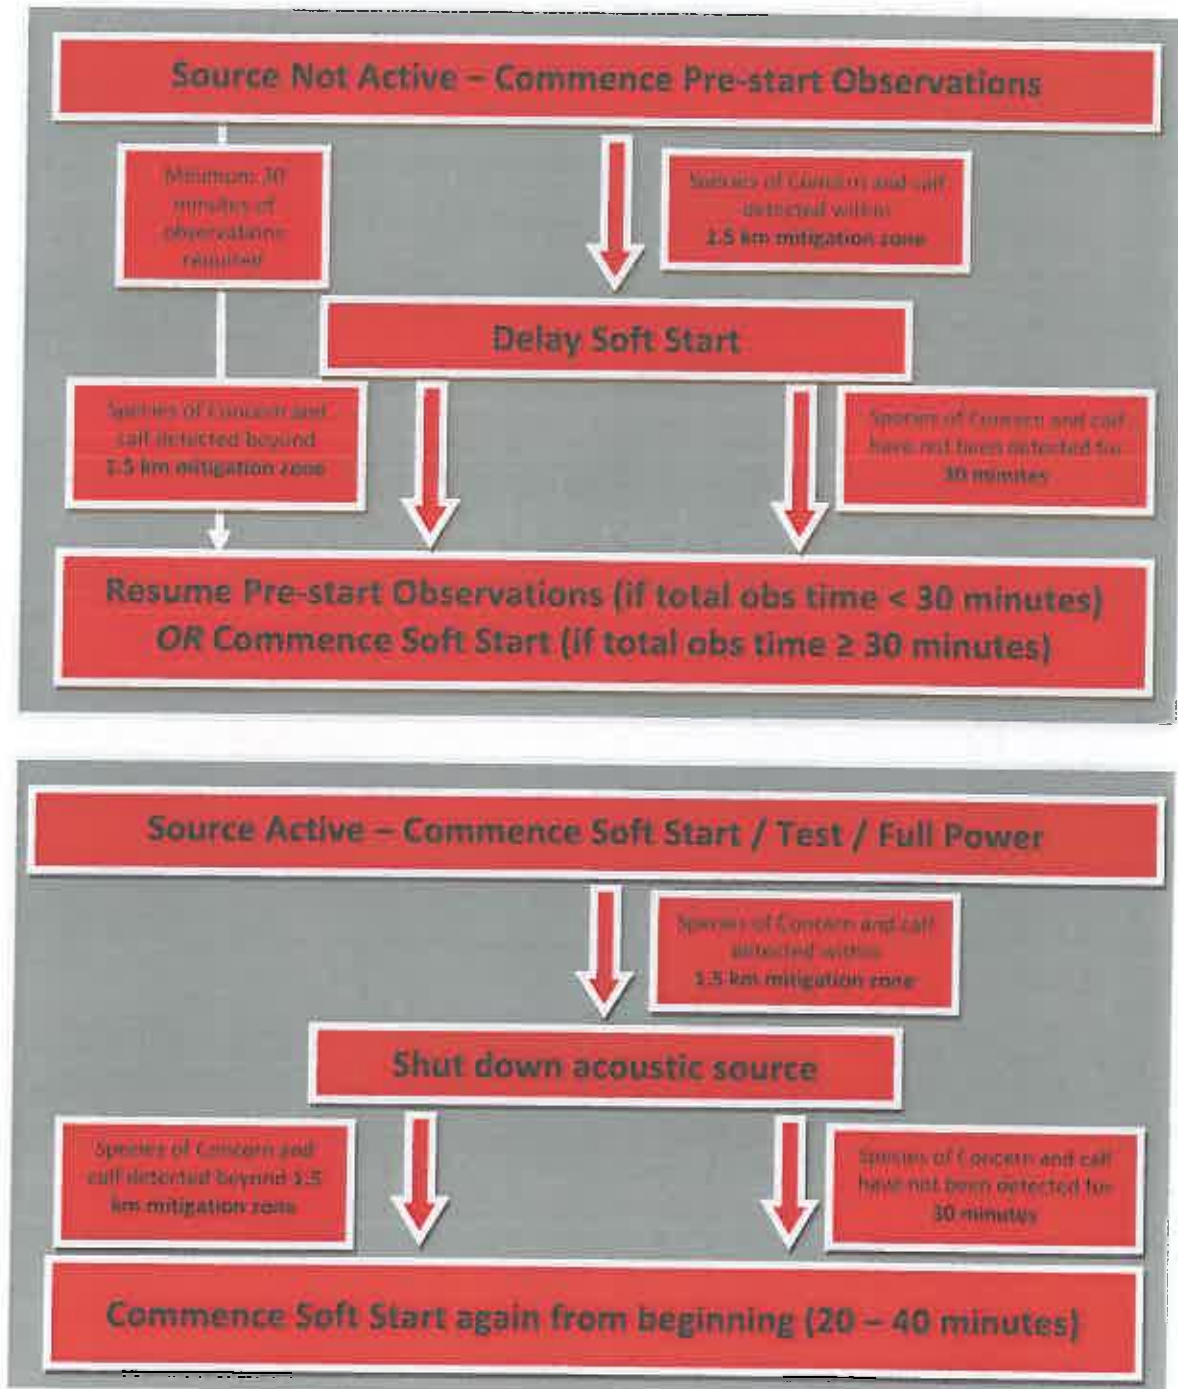 Source Not Active – Commence Pre-start Observations
Minimum 30
minutes of
observations
required
Species of Concern and calf
detected within
1.5 km mitigation zone
Delay Soft Start
Species of Concern and
calf detected beyond
1.5 km mitigation zone
Species of Concern and calf
have not been detected for
30 minutes
Resume Pre-start Observations (if total obs time < 30 minutes)
OR Commence Soft Start (if total obs time ≥ 30 minutes)
Source Active – Commence Soft Start / Test / Full Power
Species of Concern and calf
detected within
1.5 km mitigation zone
Shut down acoustic source
Species of Concern and
calf detected beyond 1.5
km mitigation zone
Species of Concern and calf
have not been detected for
30 minutes
Commence Soft Start again from beginning (20 – 40 minutes)